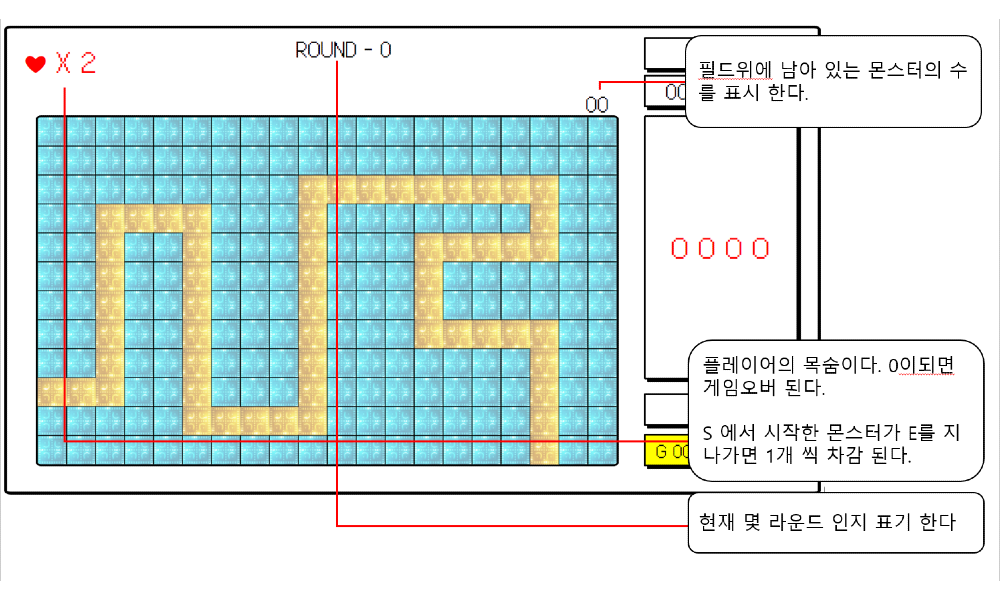 X 2
ROUND - 0
00
00
필드위에 남아 있는 몬스터의 수
를 표시 한다.
0 0 0 0
플레이어의 목숨이다. 0이되면
게임오버 된다.
S 에서 시작한 몬스터가 E를 지
나가면 1개 씩 차감 된다.
G 00
현재 몇 라운드 인지 표기 한다